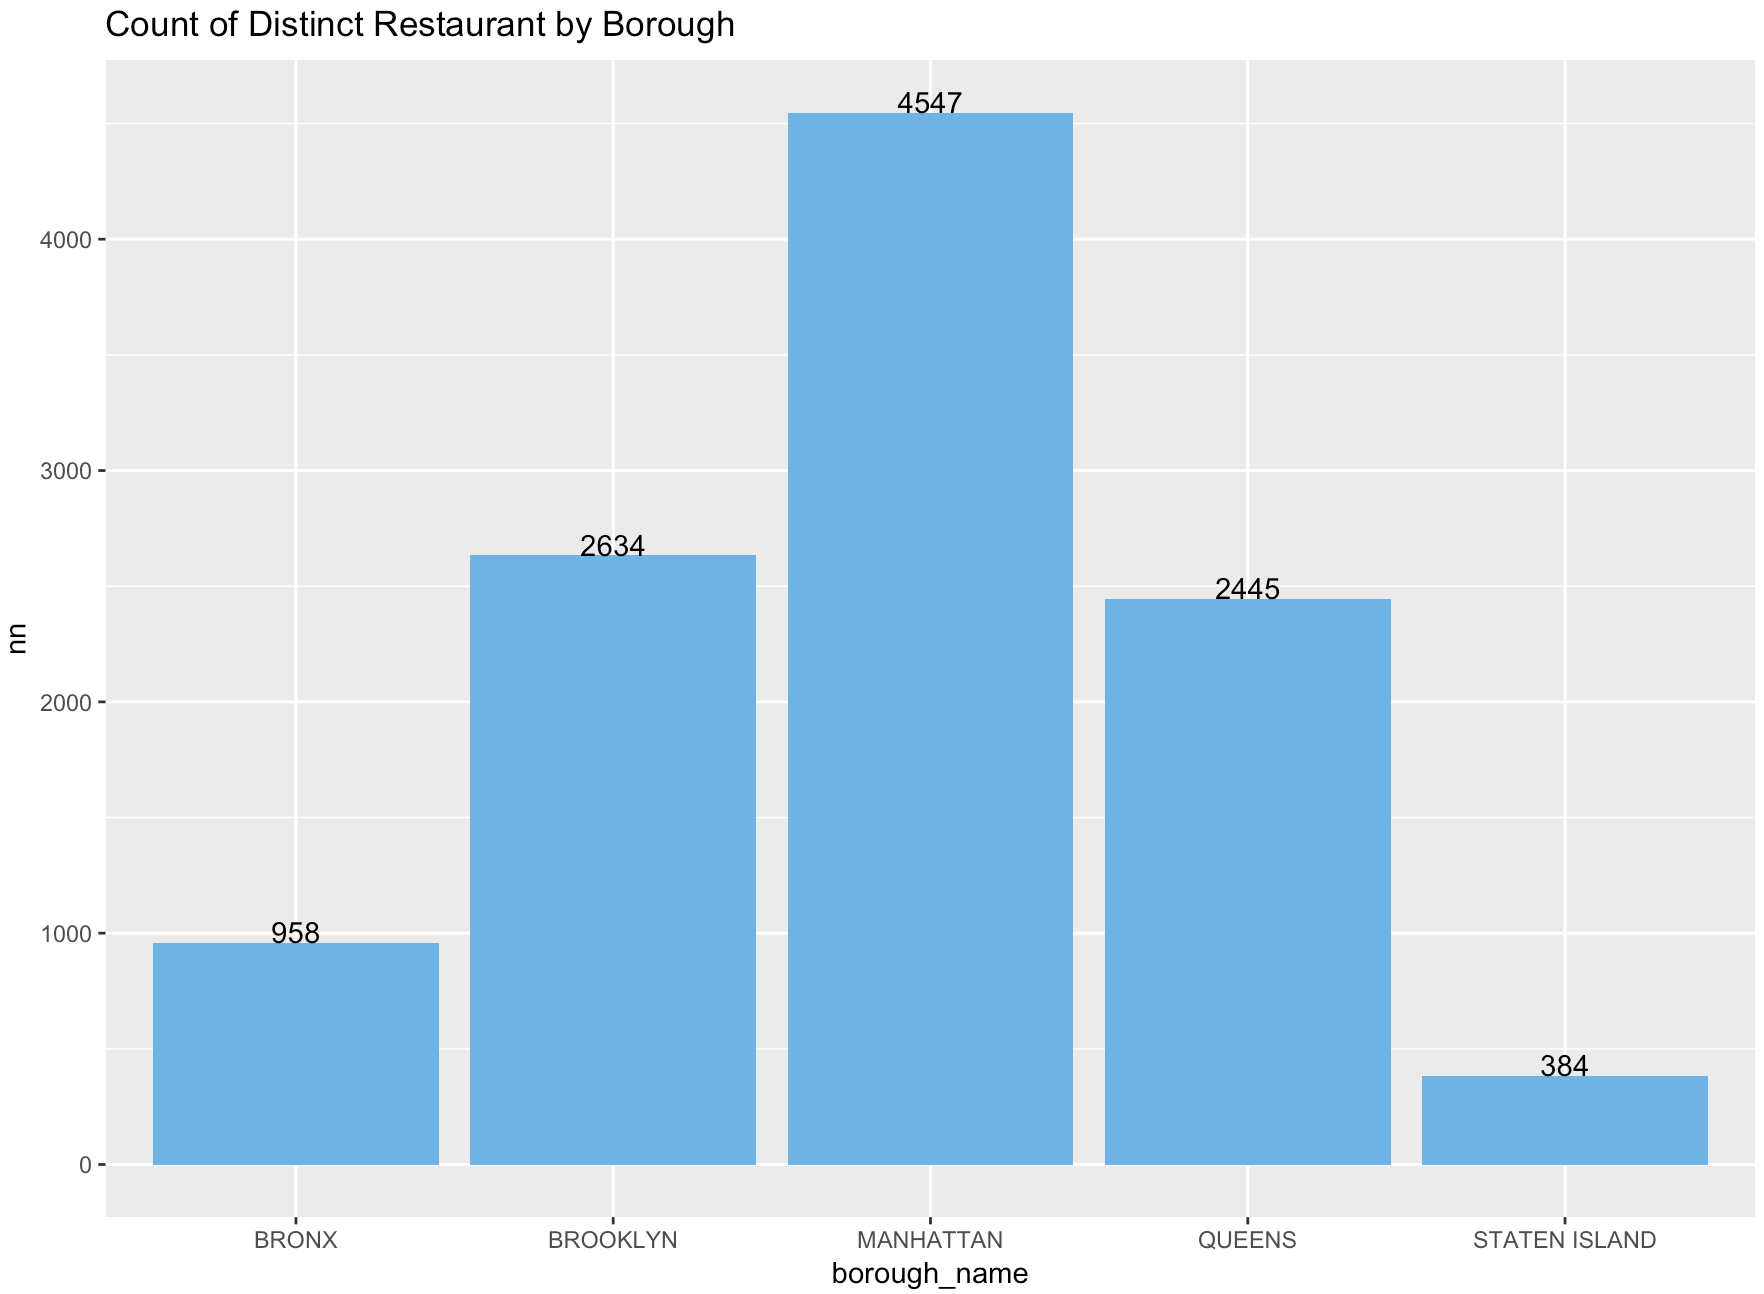 Count of Distinct Restaurant by Borough
4547
4000
3000
2634
2445
nn
2000
1000
958
384
0
BRONX BROOKLYN MANHATTAN QUEENS STATEN ISLAND
borough_name